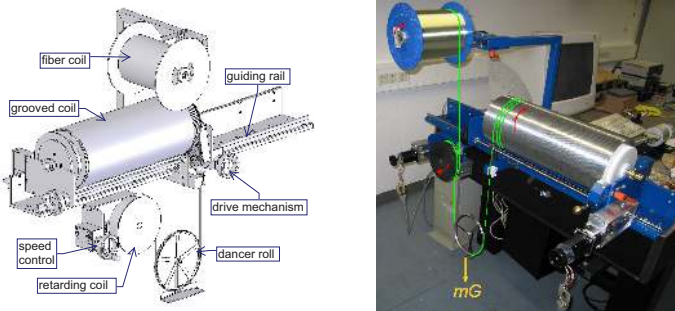 fiber coil
grooved coil
guiding rail
drive mechanism
speed
control
dancer roll
retarding coil
mG